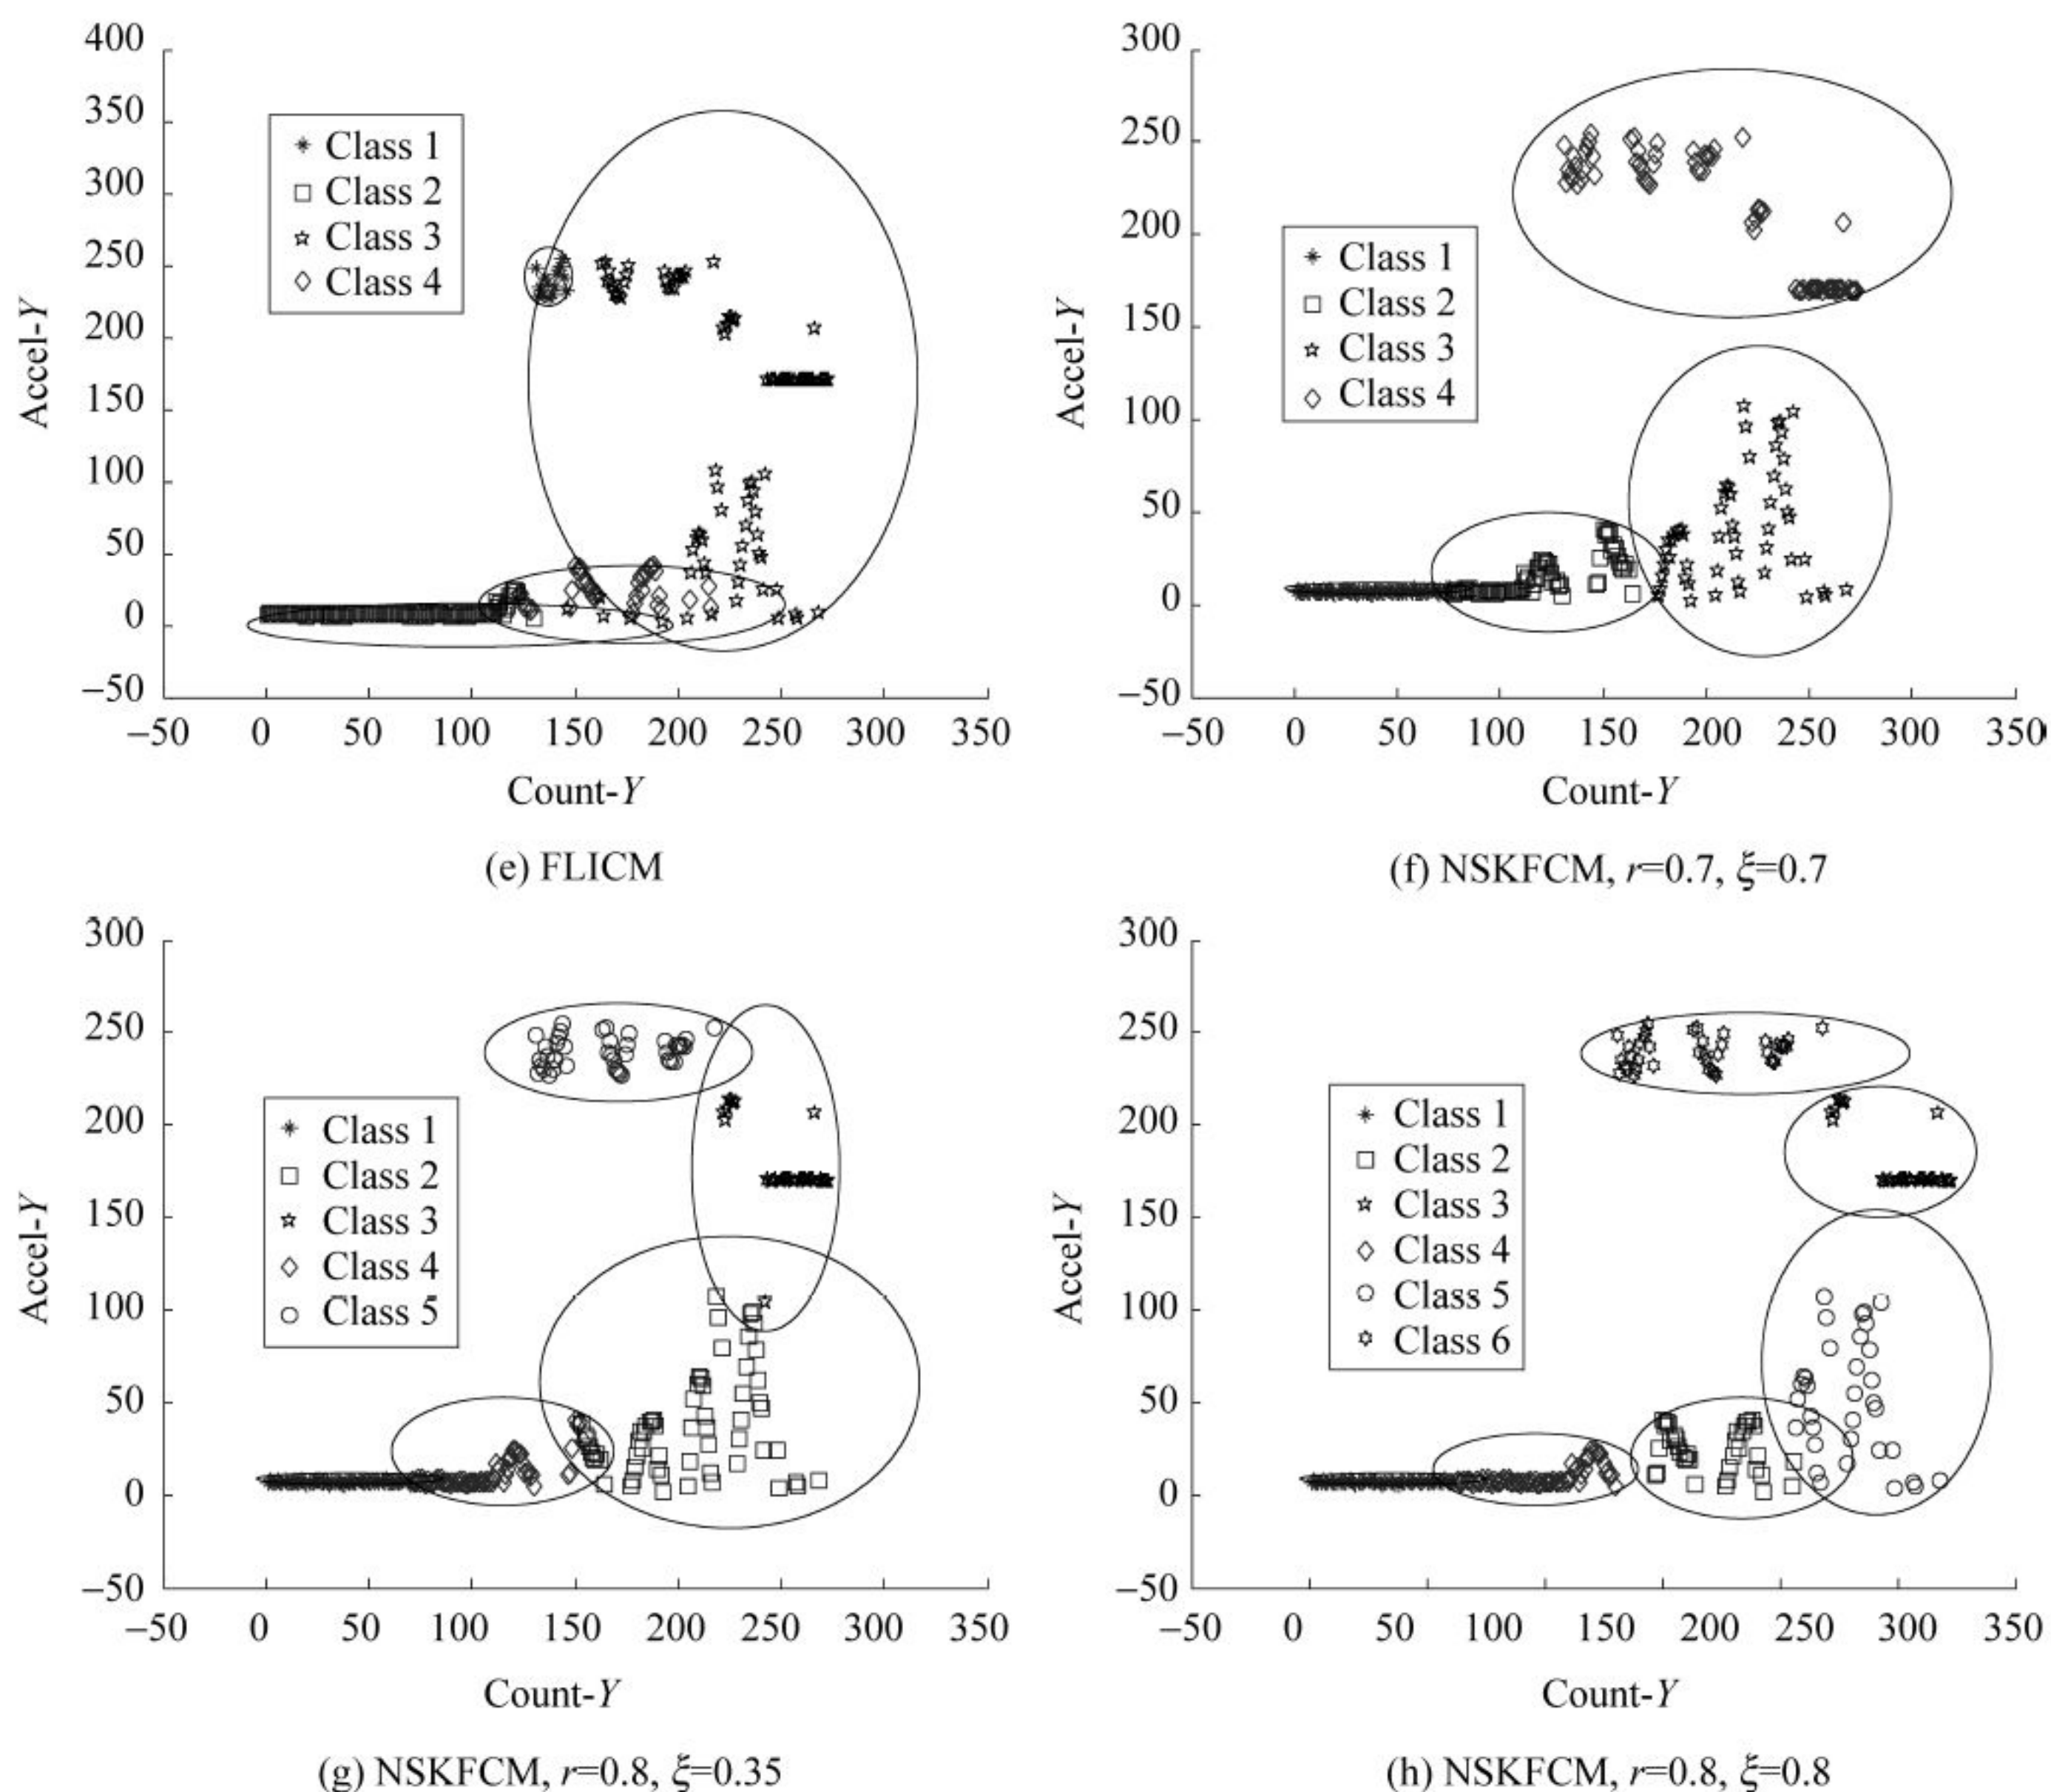 400
350
300
250
200
150
100
50
0
−50
Accel-Y
Class 1
Class 2
Class 3
Class 4
−50 0 50 100 150 200 250 300 350
Count-Y
(e) FLICM
300
250
200
150
100
50
0
−50
Accel-Y
Class 1
Class 2
Class 3
Class 4
−50 0 50 100 150 200 250 300 350
Count-Y
(f) NSKFCM, r=0.7, ξ=0.7
300
250
200
150
100
50
0
−50
Accel-Y
Class 1
Class 2
Class 3
Class 4
Class 5
−50 0 50 100 150 200 250 300 350
Count-Y
(g) NSKFCM, r=0.8, ξ=0.35
300
250
200
150
100
50
0
−50
Accel-Y
Class 1
Class 2
Class 3
Class 4
Class 5
Class 6
−50 0 50 100 150 200 250 300 350
Count-Y
(h) NSKFCM, r=0.8, ξ=0.8